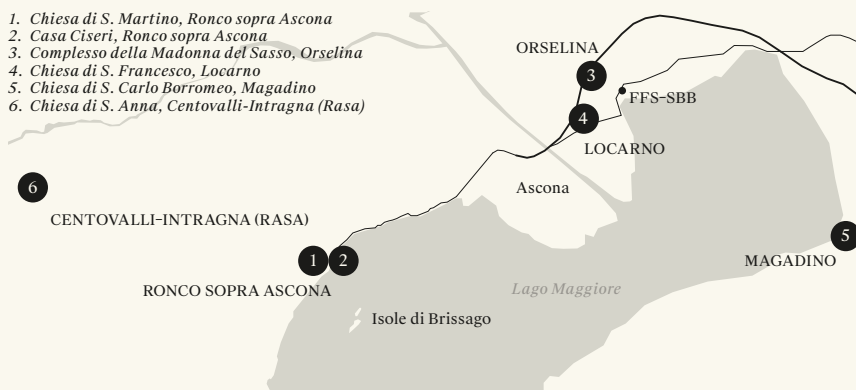 1. Chiesa di S. Martino, Ronco sopra Ascona
2. Casa Ciseri, Ronco sopra Ascona
3. Complesso della Madonna del Sasso, Orselina
4. Chiesa di S. Francesco, Locarno
5. Chiesa di S. Carlo Borromeo, Magadino
6. Chiesa di S. Anna, Centovalli-Intragna (Rasa)
ORSELINA
3
FFS-SBB
4
LOCARNO
6
Ascona
CENTOVALLI-INTRAGNA (RASA)
5
1 2
MAGADINO
RONCO SOPRA ASCONA
Lago Maggiore
Isole di Brissago